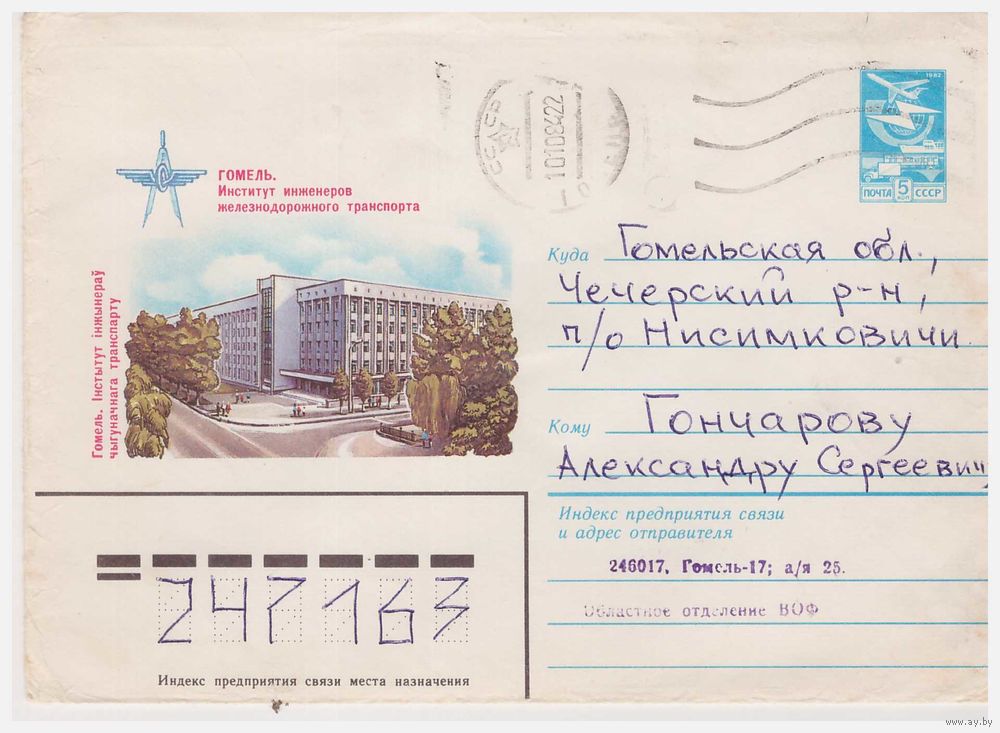 1982
ПОЧТА 5 КОП СССР
СССР
ГОМЕЛЬ.
Институт инженеров
железнодорожного транспорта
Гомель. Інстытут інжынераў
чыгуначнага транспарту
Куда Гомельская обл.,
Чечерский р-н,
п/о Нисимковичи
Кому Гончарову
Александру Сергеевичу
Индекс предприятия связи
и адрес отправителя
246017, Гомель-17; а/я 25.
Областное отделение ВОФ
247163
Индекс предприятия связи места назначения
www.ay.by